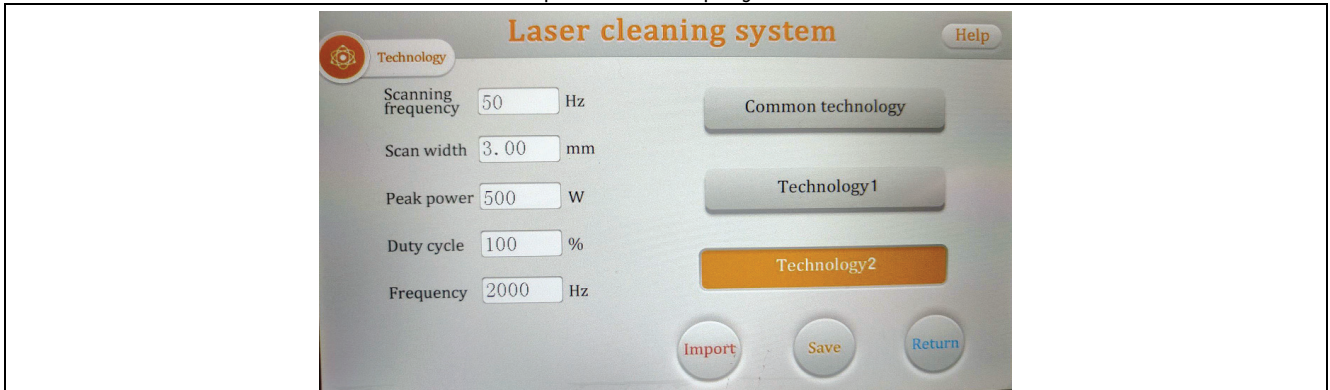 Laser cleaning system
Help
Technology
Scanning
frequency
50
Hz
Scan width
3.00
mm
Peak power
500
W
Duty cycle
100
%
Frequency
2000
Hz
Common technology
Technology1
Technology2
Import
Save
Return